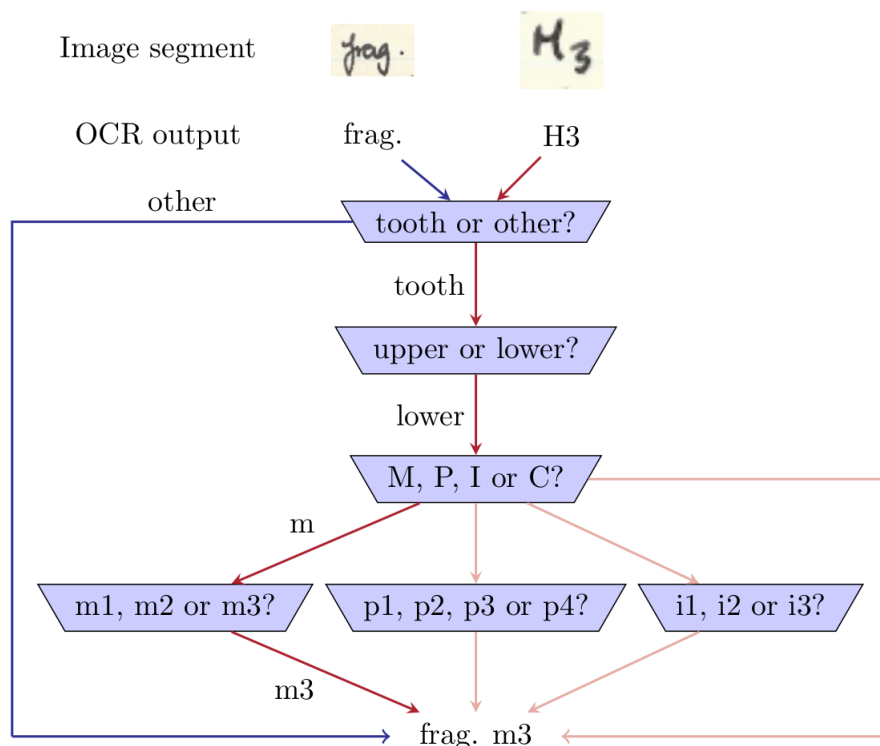 Image segment frag. M3
OCR output frag. H3
other
tooth or other?
tooth
upper or lower?
lower
M, P, I or C?
m
m1, m2 or m3? p1, p2, p3 or p4? i1, i2 or i3?
m3
frag. m3